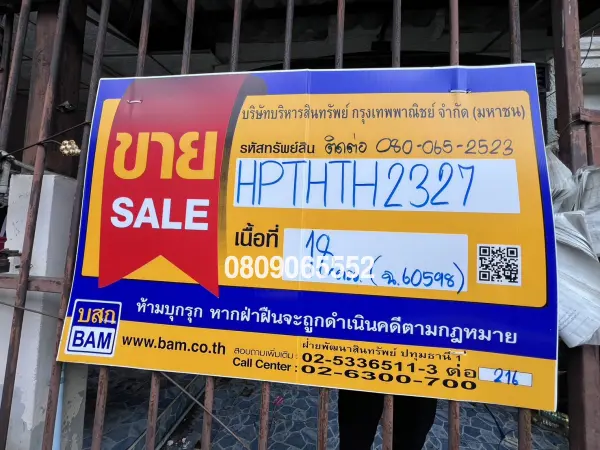 บริษัทบริหารสินทรัพย์ กรุงเทพพาณิชย์ จำกัด (มหาชน)
ขาย
SALE
รหัสทรัพย์สิน ติดต่อ 080-065-2523
HPTHTH2327
เนื้อที่ 18
(ฉ.60598)
0809065552
ห้ามบุกรุก หากฝ่าฝืนจะถูกดำเนินคดีตามกฎหมาย
บสก
BAM
www.bam.co.th
ฝ่ายพัฒนาสินทรัพย์ ปทุมธานี 1
สอบถามเพิ่มเติม : 02-5336511-3 ต่อ 216
Call Center : 02-6300-700